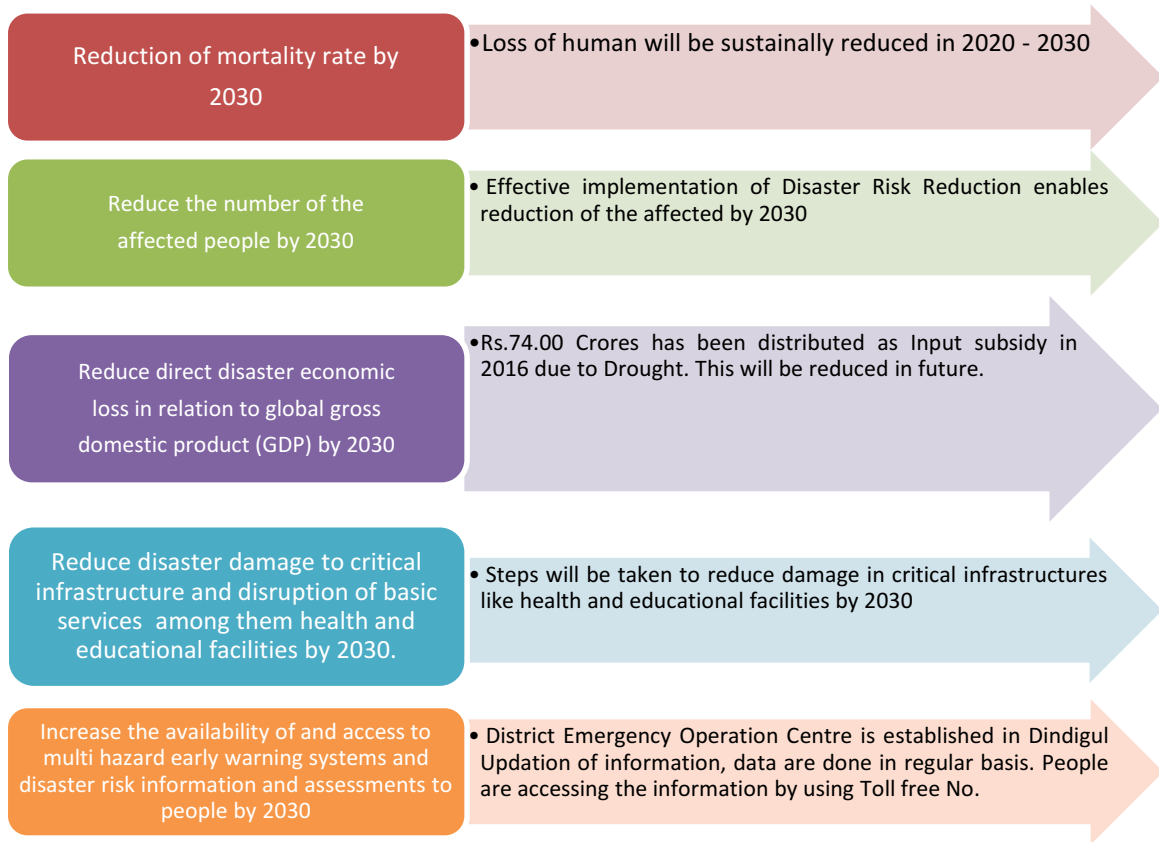 Reduction of mortality rate by
2030
•Loss of human will be sustainally reduced in 2020 - 2030
Reduce the number of the
affected people by 2030
• Effective implementation of Disaster Risk Reduction enables
reduction of the affected by 2030
Reduce direct disaster economic
loss in relation to global gross
domestic product (GDP) by 2030
•Rs.74.00 Crores has been distributed as Input subsidy in
2016 due to Drought. This will be reduced in future.
Reduce disaster damage to critical
infrastructure and disruption of basic
services among them health and
educational facilities by 2030.
• Steps will be taken to reduce damage in critical infrastructures
like health and educational facilities by 2030
Increase the availability of and access to
multi hazard early warning systems and
disaster risk information and assessments to
people by 2030
• District Emergency Operation Centre is established in Dindigul
Updation of information, data are done in regular basis. People
are accessing the information by using Toll free No.